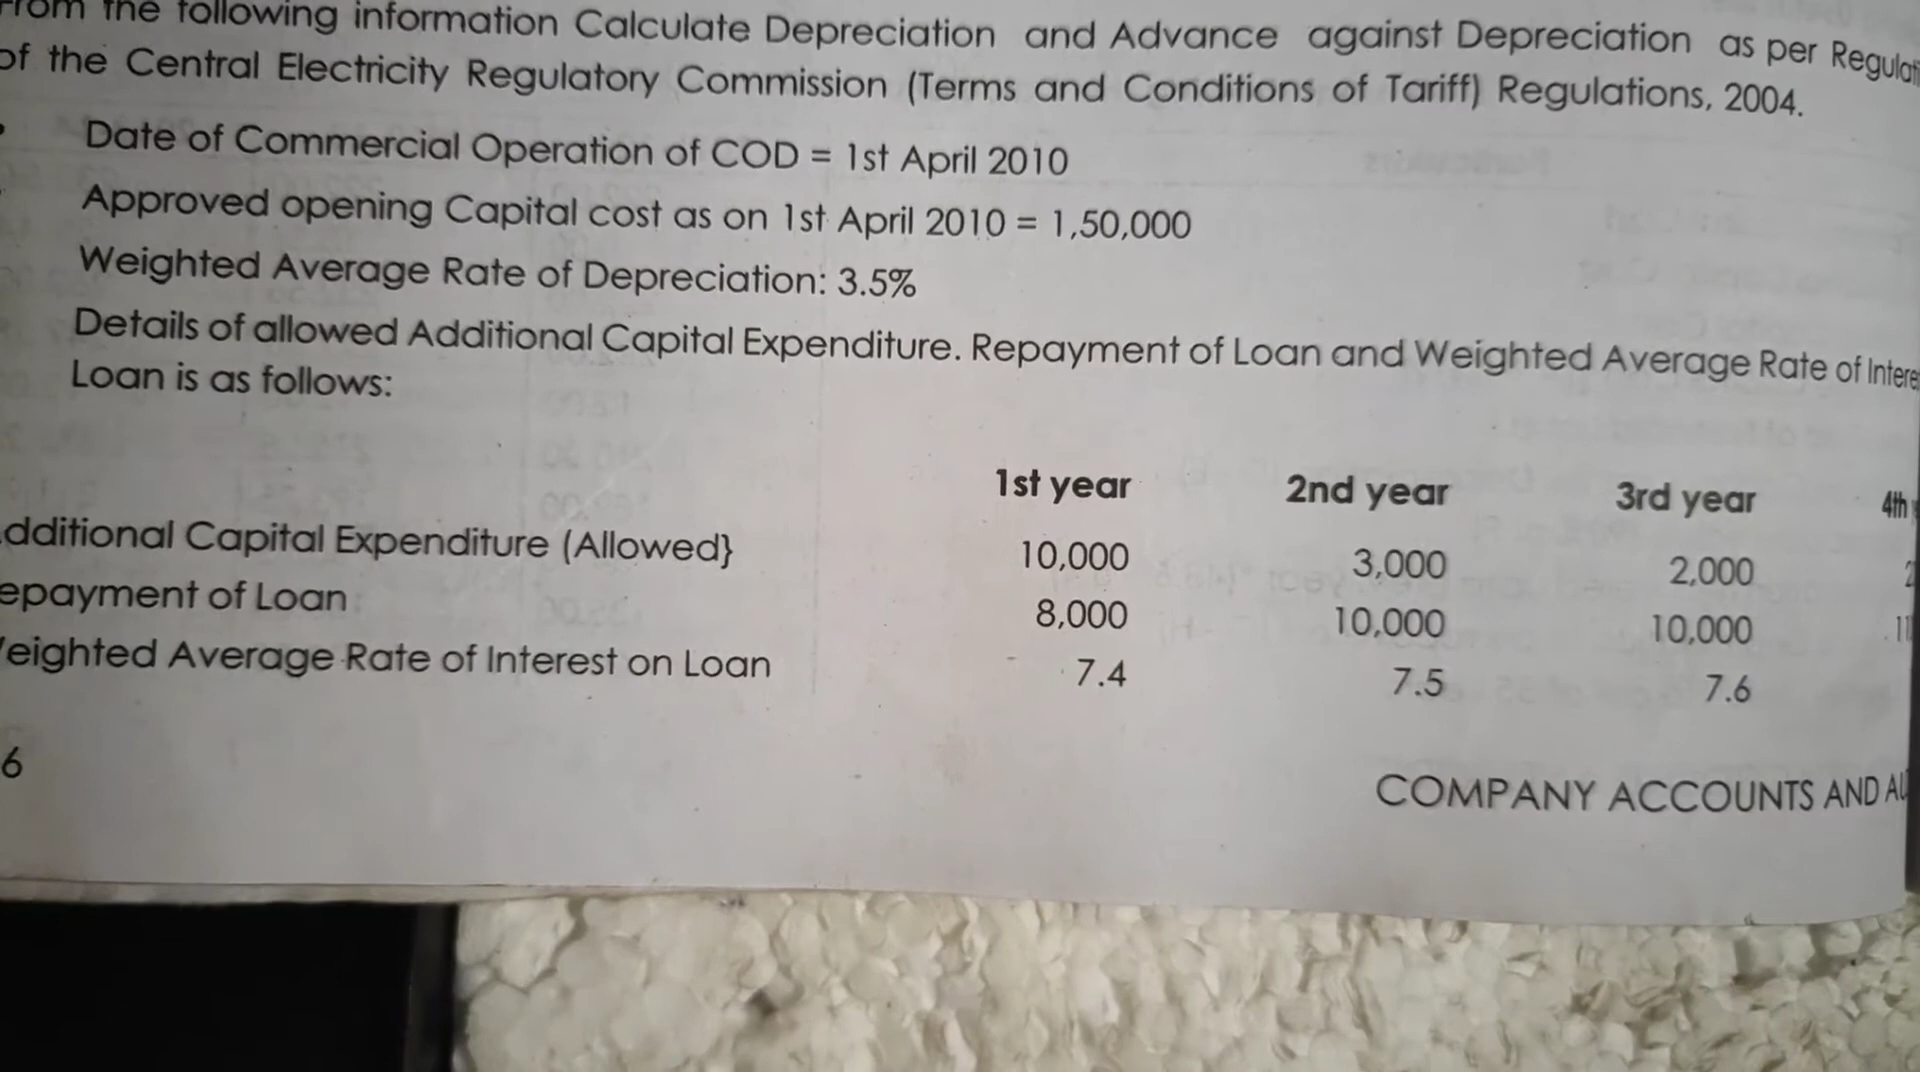 From the following information Calculate Depreciation and Advance against Depreciation as per
of the Central Electricity Regulatory Commission (Terms and Conditions of Tariff) Regulations, 2004.
Date of Commercial Operation of COD = 1st April 2010
Approved opening Capital cost as on 1st April 2010 = 1,50,000
Weighted Average Rate of Depreciation: 3.5%
Details of allowed Additional Capital Expenditure. Repayment of Loan and Weighted Average Rate of
Loan is as follows:
1st year 2nd year 3rd year 4th
dditional Capital Expenditure (Allowed} 10,000 3,000 2,000
epayment of Loan 8,000 10,000 10,000
eighted Average Rate of Interest on Loan 7.4 7.5 7.6
6
COMPANY ACCOUNTS AND